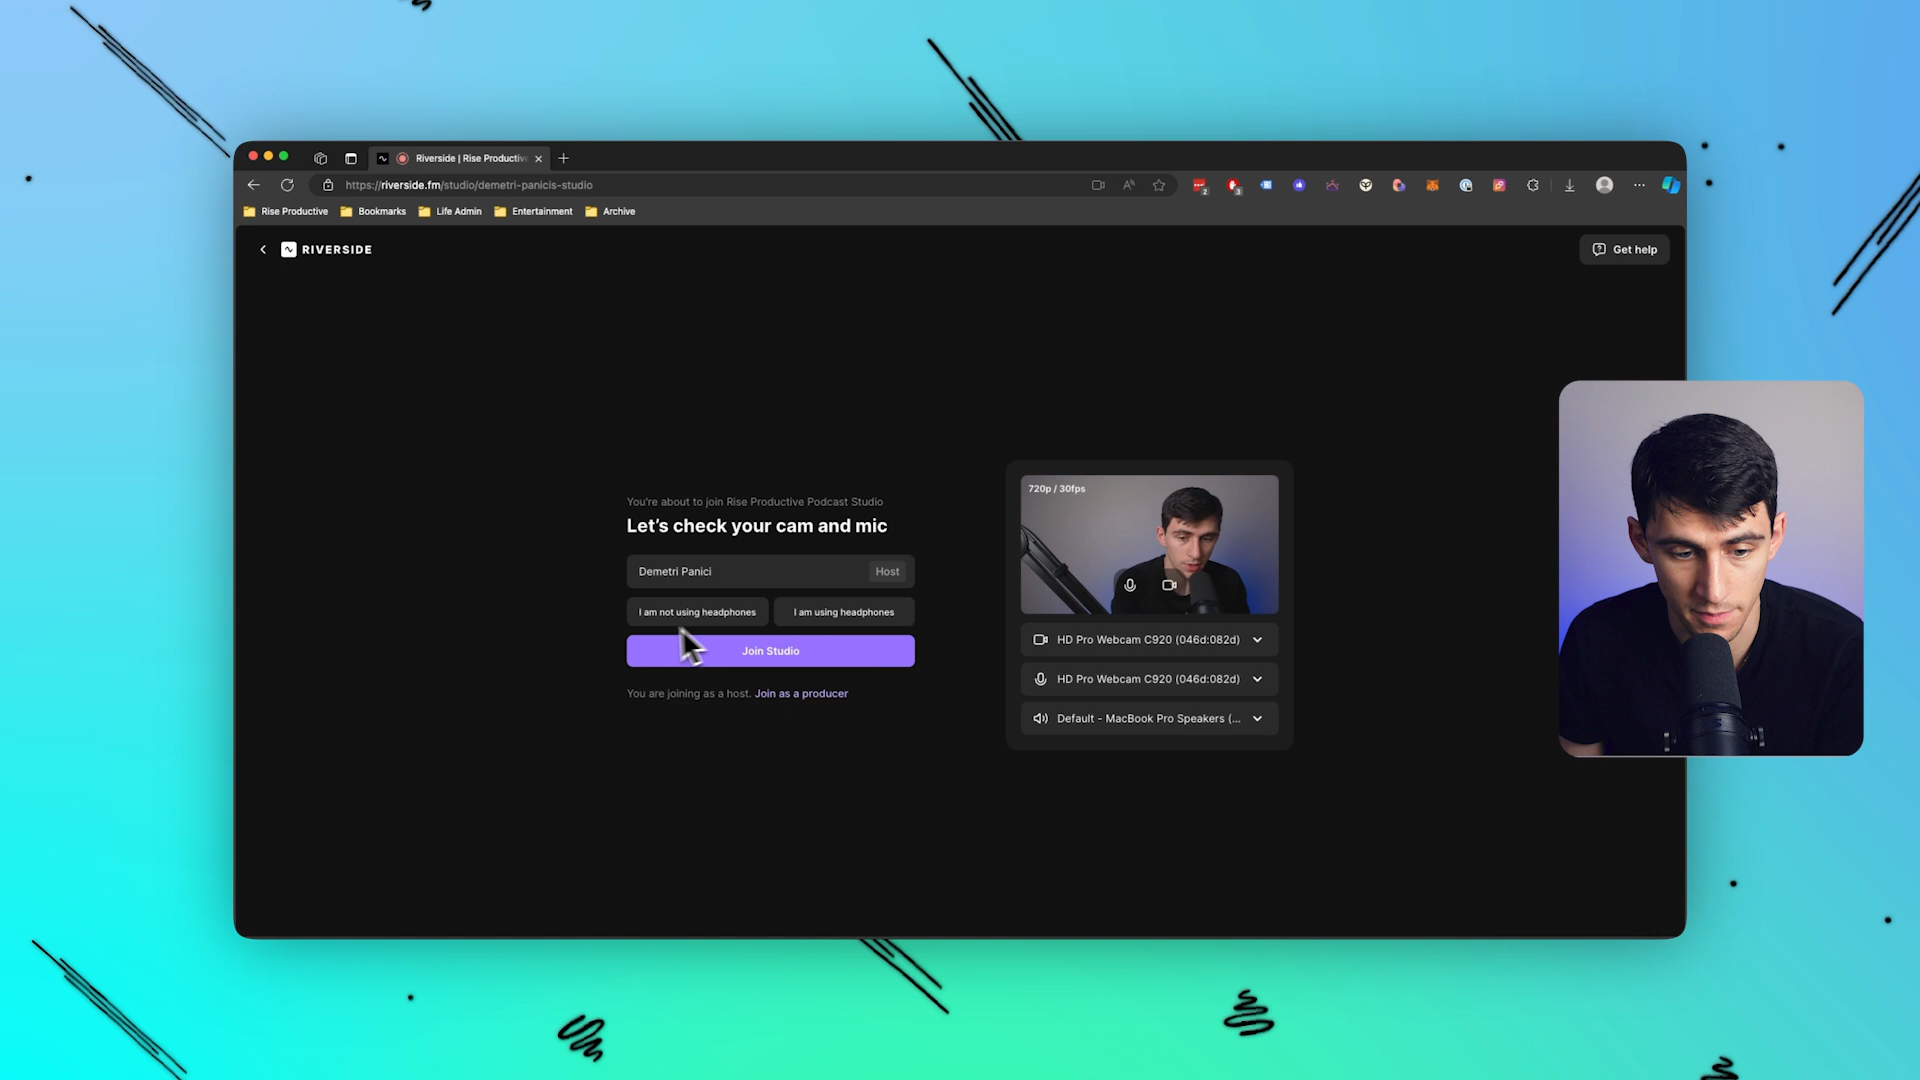 Riverside | Rise Productiv
https://riverside.fm/studio/demetri-panicis-studio
2
3
Rise Productive
Bookmarks
Life Admin
Entertainment
Archive
RIVERSIDE
Get help
You're about to join Rise Productive Podcast Studio
Let's check your cam and mic
Demetri Panici
Host
I am not using headphones
I am using headphones
Join Studio
You are joining as a host. Join as a producer
720p / 30fps
HD Pro Webcam C920 (046d:082d)
HD Pro Webcam C920 (046d:082d)
Default - MacBook Pro Speakers (...